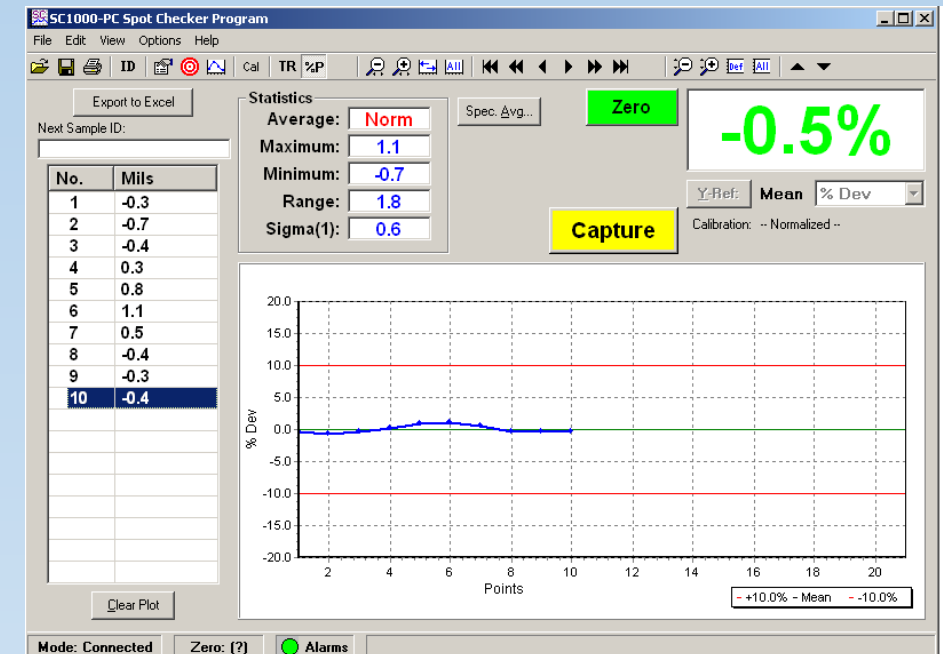 SC1000-PC Spot Checker Program
File Edit View Options Help
ID Cal TR %P All Def All
Export to Excel
Next Sample ID:
No. Mils
1 -0.3
2 -0.7
3 -0.4
4 0.3
5 0.8
6 1.1
7 0.5
8 -0.4
9 -0.3
10 -0.4
Clear Plot
Statistics
Average: Norm
Maximum: 1.1
Minimum: -0.7
Range: 1.8
Sigma(1): 0.6
Spec. Avg...
Zero
Capture
-0.5%
Y-Ref: Mean % Dev
Calibration: -- Normalized --
20.0
15.0
10.0
5.0
0.0
-5.0
-10.0
-15.0
-20.0
% Dev
2 4 6 8 10 12 14 16 18 20
Points
- +10.0% - Mean - -10.0%
Mode: Connected Zero: (?) Alarms